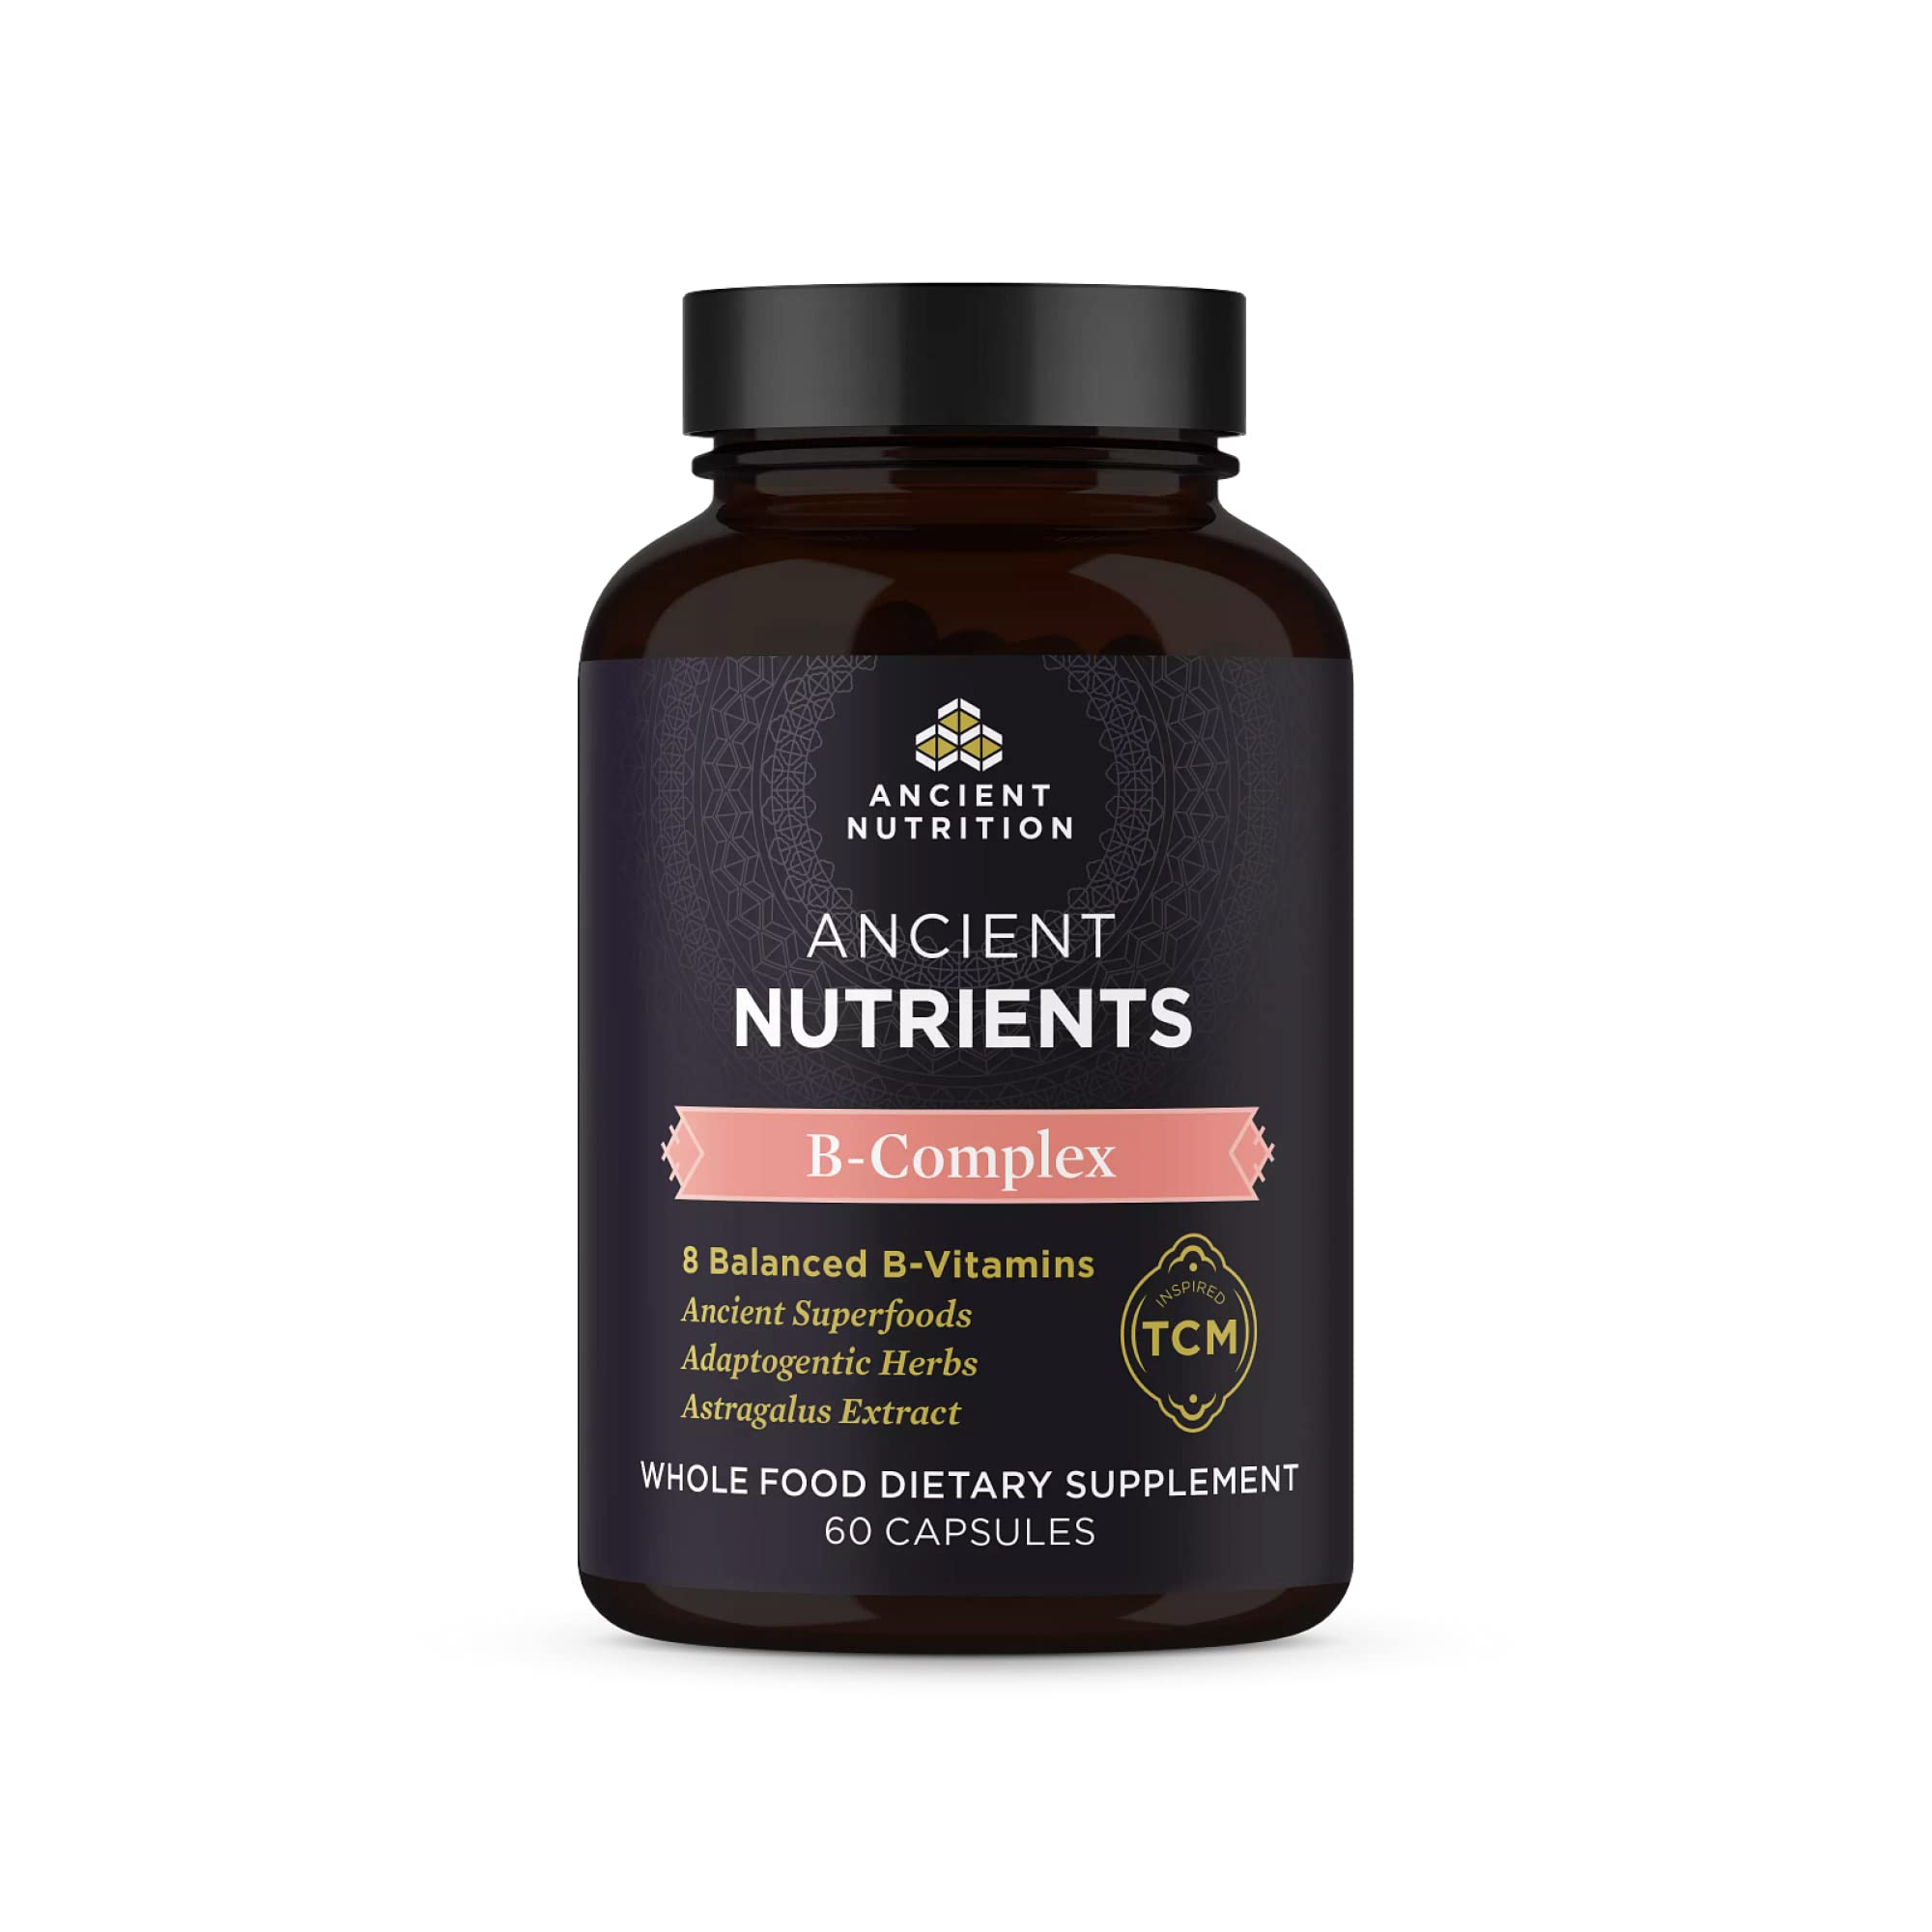 ANCIENT
NUTRITION
ANCIENT
NUTRIENTS
B-Complex
8 Balanced B-Vitamins
Ancient Superfoods
Adaptogentic Herbs
Astragalus Extract
INSPIRED
TCM
WHOLE FOOD DIETARY SUPPLEMENT
60 CAPSULES